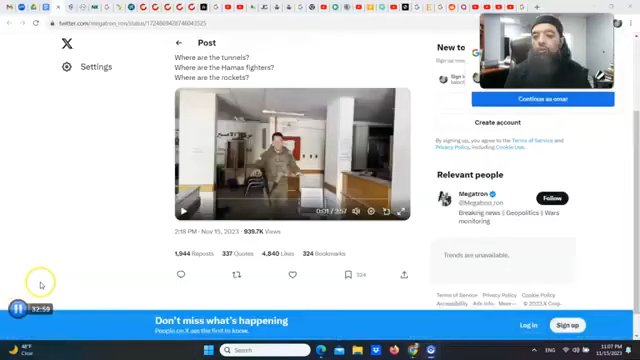 twitter.com/megatron_ron/status/1724869428746043525
X
Settings
Post
Where are the tunnels?
Where are the Hamas fighters?
Where are the rockets?
0:01 / 3:57
2:18 PM · Nov 15, 2023 · 939.7K Views
1,944 Reposts 337 Quotes 4,840 Likes 324 Bookmarks
324
New to
Continue as omar
Create account
By signing up, you agree to the Terms of Service and
Privacy Policy, including Cookie Use.
Relevant people
Megatron
@Megatron_ron
Follow
Breaking news | Geopolitics | Wars
monitoring
Trends are unavailable.
Terms of Service Privacy Policy Cookie Policy
Accessibility Ads info More © 2023 X Corp.
32:59
Don't miss what's happening
People on X are the first to know.
Log in
Sign up
48°F
Clear
Search
ENG
11:07 PM
11/15/2023